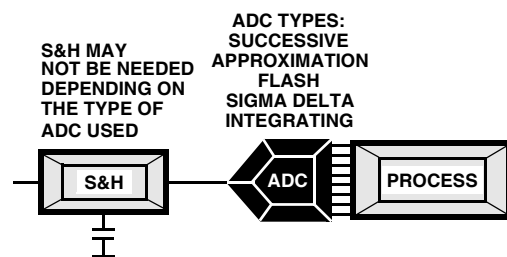 S&H MAY
NOT BE NEEDED
DEPENDING ON
THE TYPE OF
ADC USED
ADC TYPES:
SUCCESSIVE
APPROXIMATION
FLASH
SIGMA DELTA
INTEGRATING
S&H
ADC
PROCESS